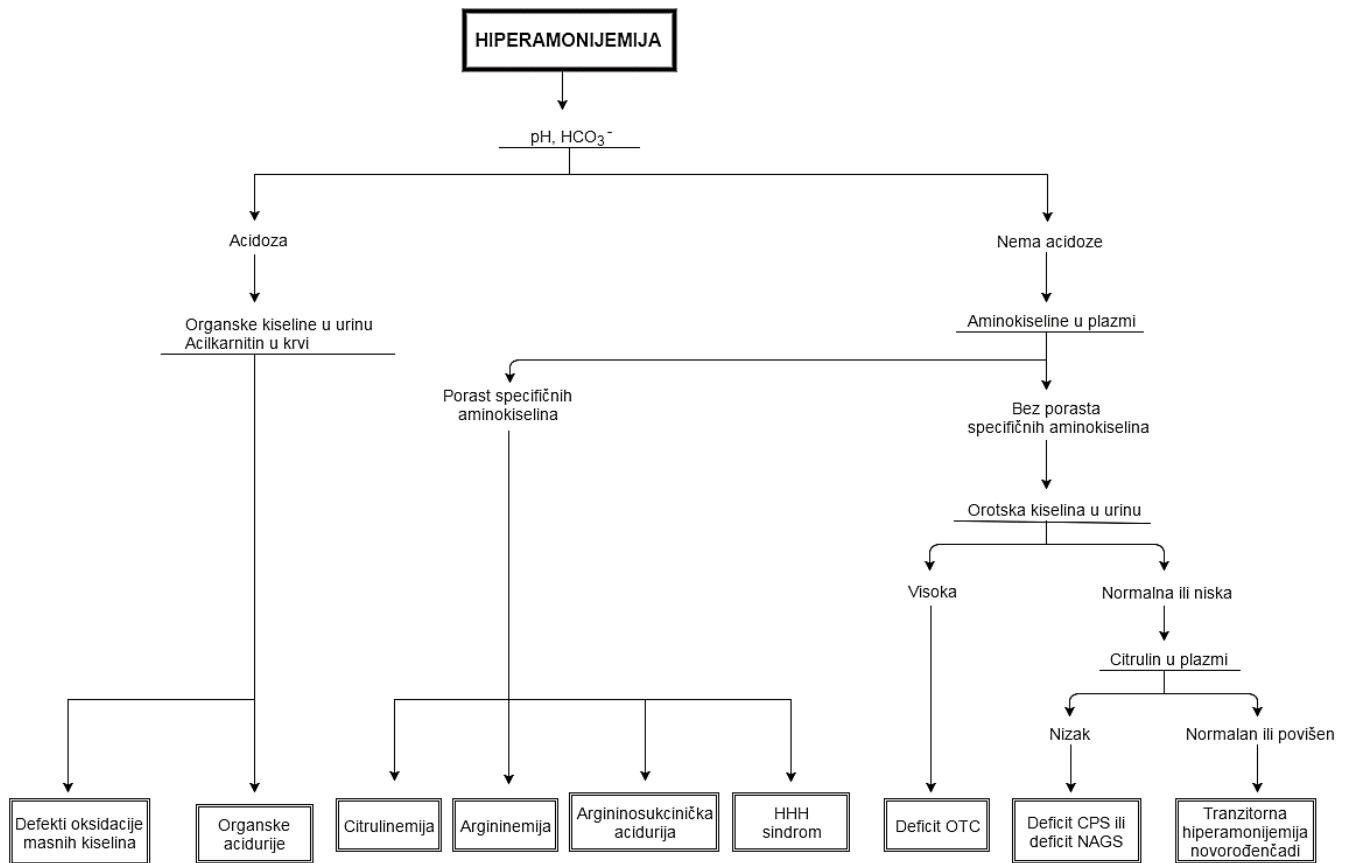 HIPERAMONIJEMIJA
pH, HCO₃⁻
Acidoza
Nema acidoze
Organske kiseline u urinu
Acilkarnitin u krvi
Aminokiseline u plazmi
Porast specifičnih
aminokiselina
Bez porasta
specifičnih aminokiselina
Orotska kiselina u urinu
Visoka
Normalna ili niska
Citrulin u plazmi
Nizak
Normalan ili povišen
Defekti oksidacije
masnih kiselina
Organske
acidurije
Citrulinemija
Argininemija
Argininosukcinička
acidurija
HHH
sindrom
Deficit OTC
Deficit CPS ili
deficit NAGS
Tranzitorna
hiperamonijemija
novorođenčadi